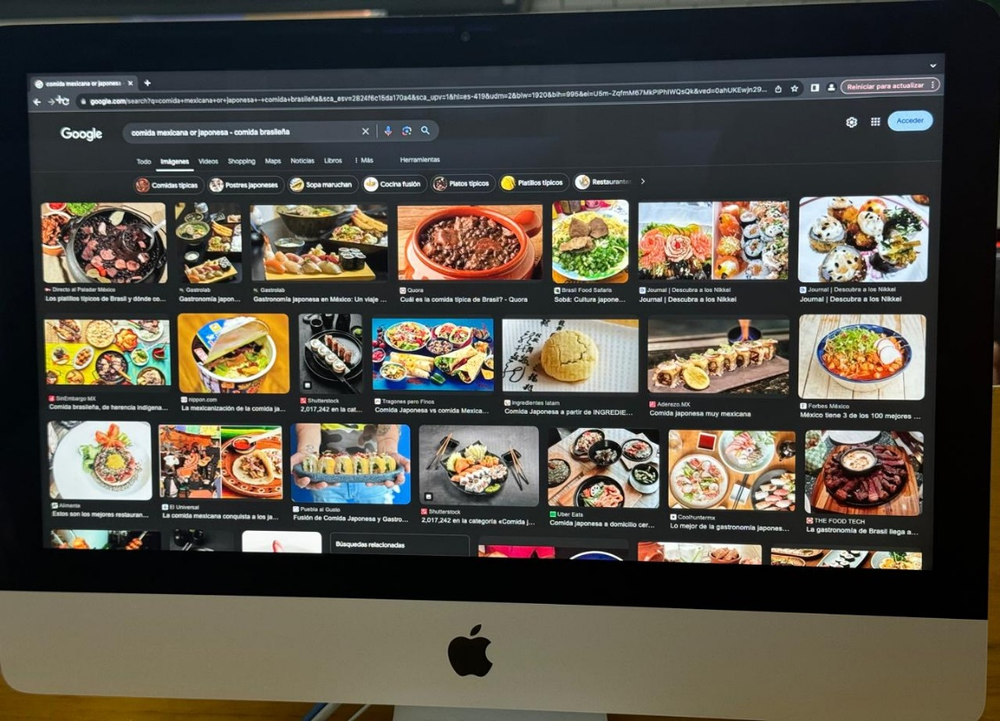 comida mexicana or japonesa
google.com/search?q=comida+mexicana+or+japonesa+-+comida+brasileña&sca_esv=2824f6c15da170a4&sca_upv=1&hl=es-419&udm=2&biw=1920&bih=995&ei=
Reiniciar para actualizar
Google
comida mexicana or japonesa - comida brasileña
Acceder
Todo Imágenes Videos Shopping Maps Noticias Libros Más Herramientas
Comidas típicas Postres japoneses Sopa maruchan Cocina fusión Platos típicos Platillos típicos Restaurante
Directo al Paladar México
Los platillos típicos de Brasil y dónde co...
Gastrolab
Gastronomía japon...
Gastrolab
Gastronomía japonesa en México: Un viaje ...
Quora
Cuál es la comida típica de Brasil? - Quora
Brasil Food Safaris
Sobá: Cultura japone...
Journal | Descubra a los Nikkei
Journal | Descubra a los Nikkei
Journal | Descubra a los Nikkei
Journal | Descubra a los Nikkei
SinEmbargo MX
Comida brasileña, de herencia indígena...
nippon.com
La mexicanización de la comida ja...
Shutterstock
2,017,242 en la cat...
Tragones pero Finos
Comida Japonesa vs comida Mexica...
Ingredientes latam
Comida Japonesa a partir de INGREDIE...
Aderezo.MX
Comida japonesa muy mexicana
Forbes México
México tiene 3 de los 100 mejores ...
Alimente
Estos son los mejores restauran...
El Universal
La comida mexicana conquista a los ja...
Puebla al Gusto
Fusión de Comida Japonesa y Gastro...
Shutterstock
2,017,242 en la categoría «Comida j...
Uber Eats
Comida japonesa a domicilio cer...
Coolhuntermx
Lo mejor de la gastronomía japones...
THE FOOD TECH
La gastronomía de Brasil llega a...
Búsquedas relacionadas